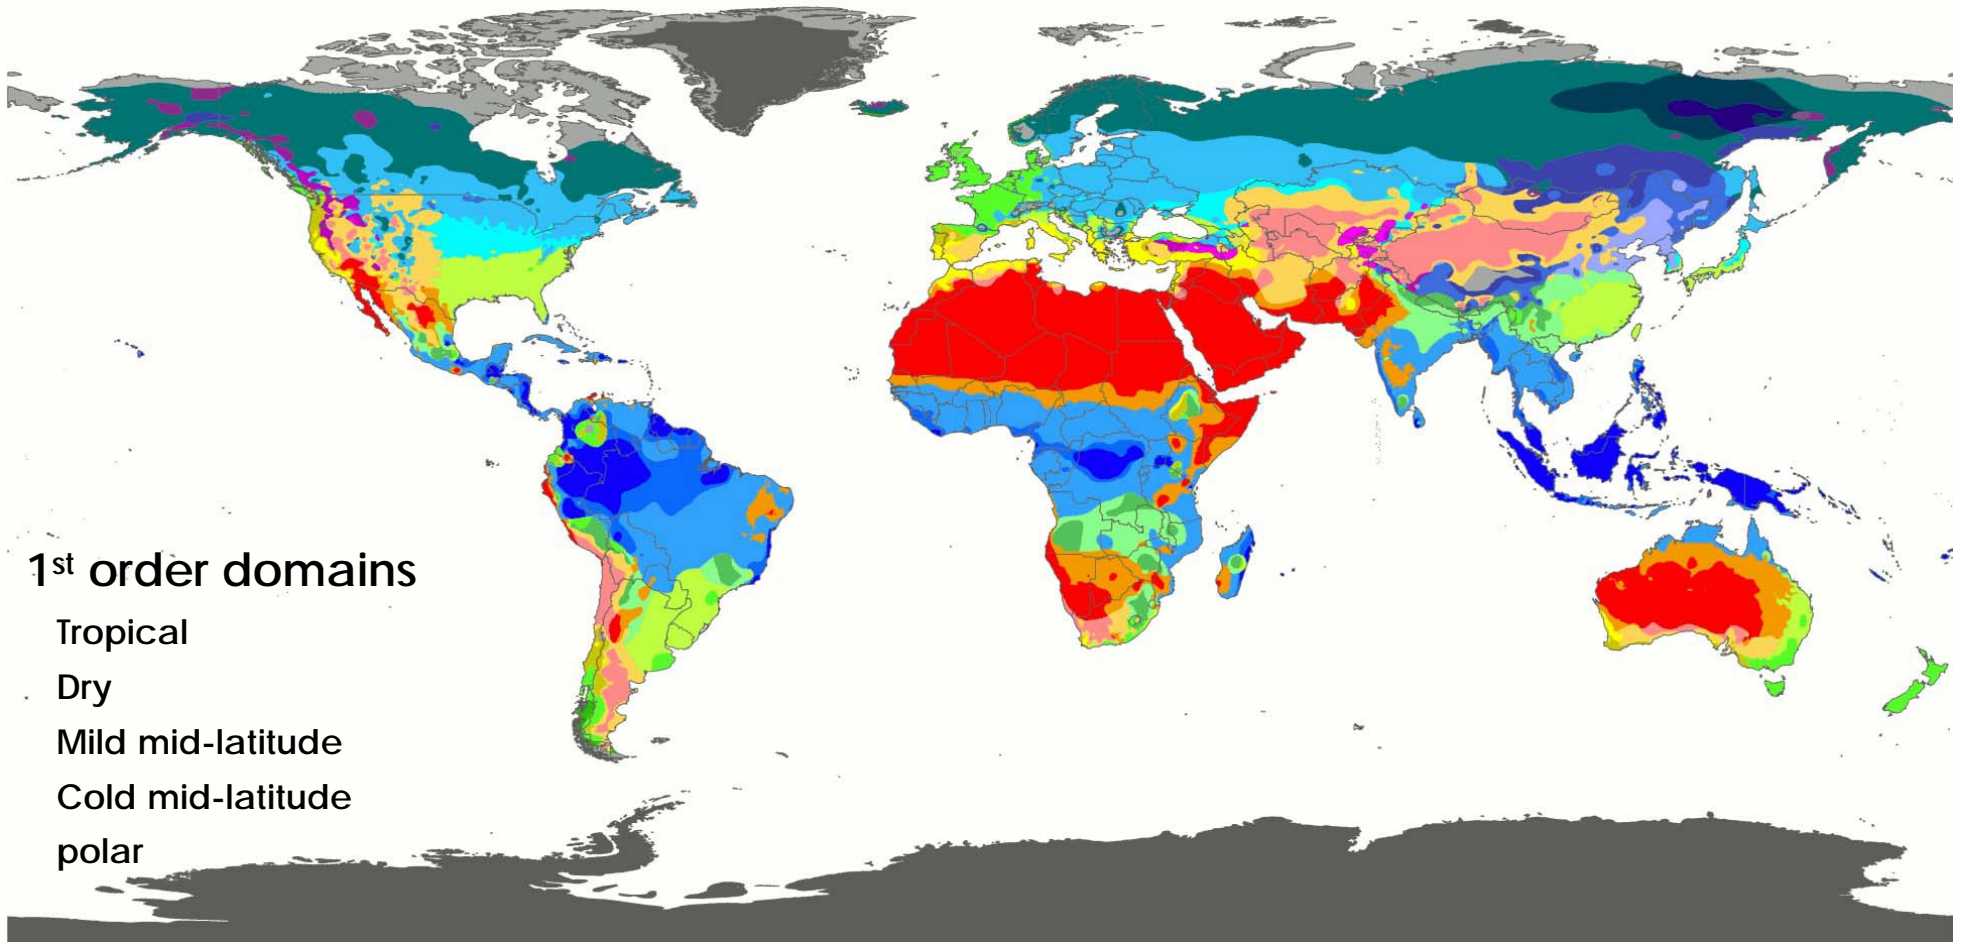 1st order domains
Tropical
Dry
Mild mid-latitude
Cold mid-latitude
polar